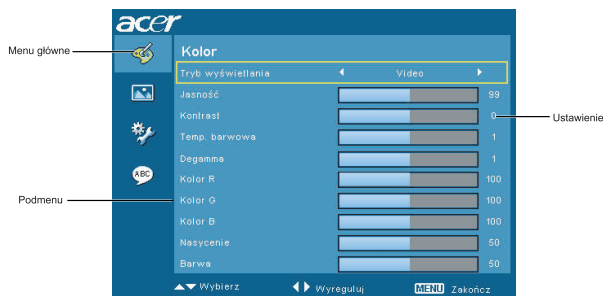 acer
Menu główne
Kolor
Tryb wyświetlania Video
Jasność 99
Kontrast 0
Ustawienie
Temp. barwowa 1
Degamma 1
ABC
Kolor R 100
Podmenu
Kolor G 100
Kolor B 100
Nasycenie 50
Barwa 50
Wybierz Wyreguluj MENU Zakończ